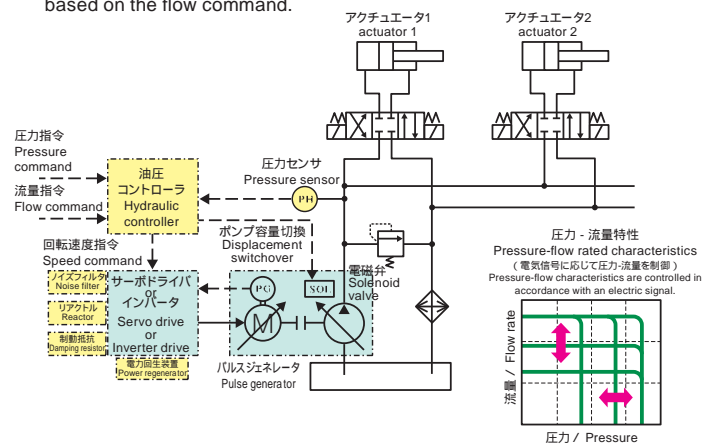 based on the flow command.
アクチュエータ1
actuator 1
アクチュエータ2
actuator 2
圧力指令
Pressure
command
流量指令
Flow command
油圧
コントローラ
Hydraulic
controller
圧力センサ
Pressure sensor
PH
回転速度指令
Speed command
ポンプ容量切換
Displacement
switchover
電磁弁
Solenoid
valve
ノイズフィルタ
Noise filter
リアクトル
Reactor
制動抵抗
Damping resistor
サーボドライバ
or
インバータ
Servo drive
or
Inverter drive
電力回生装置
Power regenerator
PG
SOL
M
パルスジェネレータ
Pulse generator
圧力 - 流量特性
Pressure-flow rated characteristics
(電気信号に応じて圧力-流量を制御)
Pressure-flow characteristics are controlled in
accordance with an electric signal.
流量 / Flow rate
圧力 / Pressure